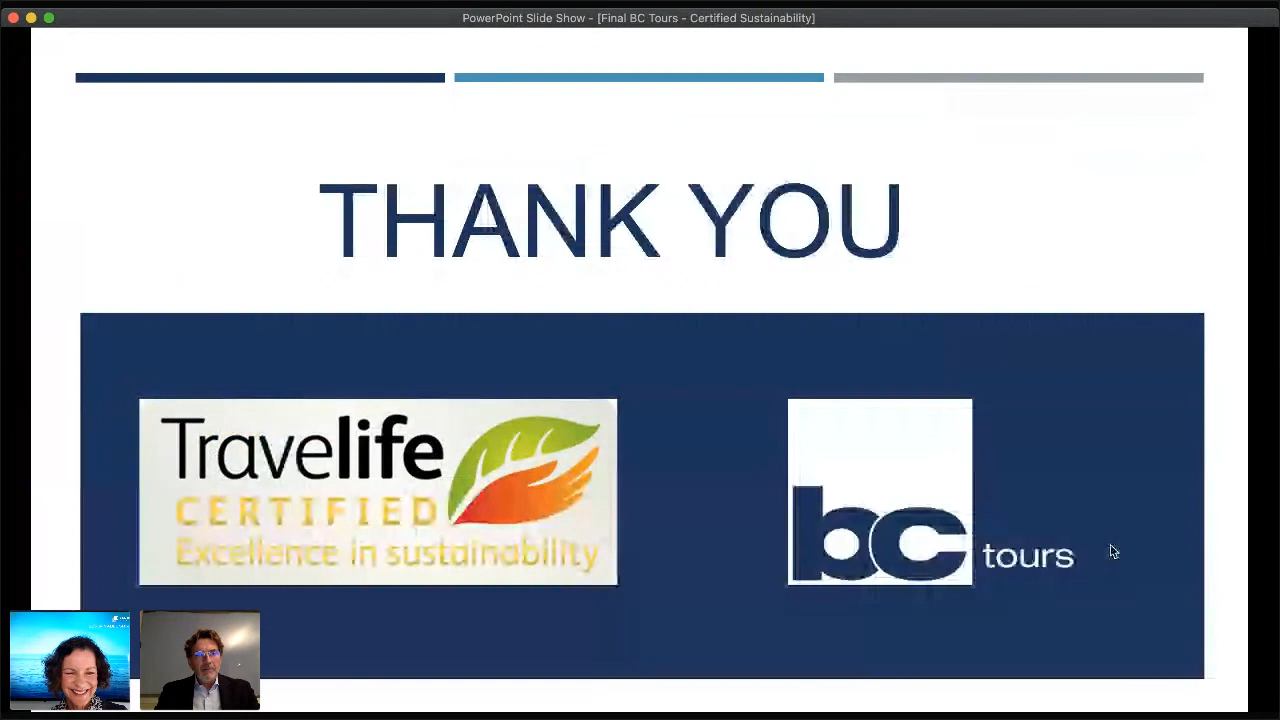 PowerPoint Slide Show - [Final BC Tours - Certified Sustainability]
THANK YOU
Travelife
CERTIFIED
Excellence in sustainability
bc tours